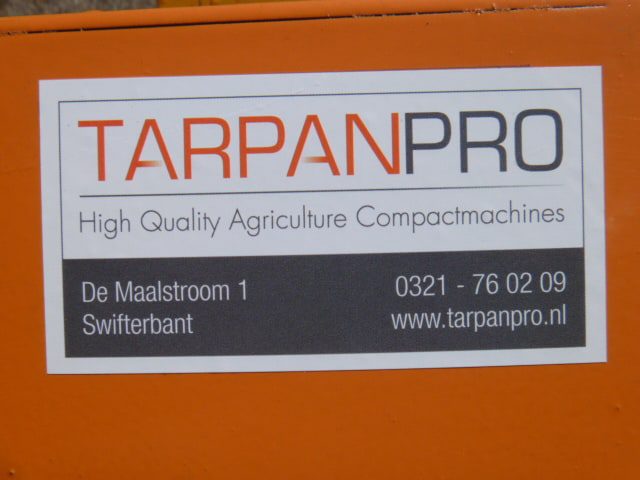 TARPANPRO
High Quality Agriculture Compactmachines
De Maalstroom 1
Swifterbant
0321 - 76 02 09
www.tarpanpro.nl